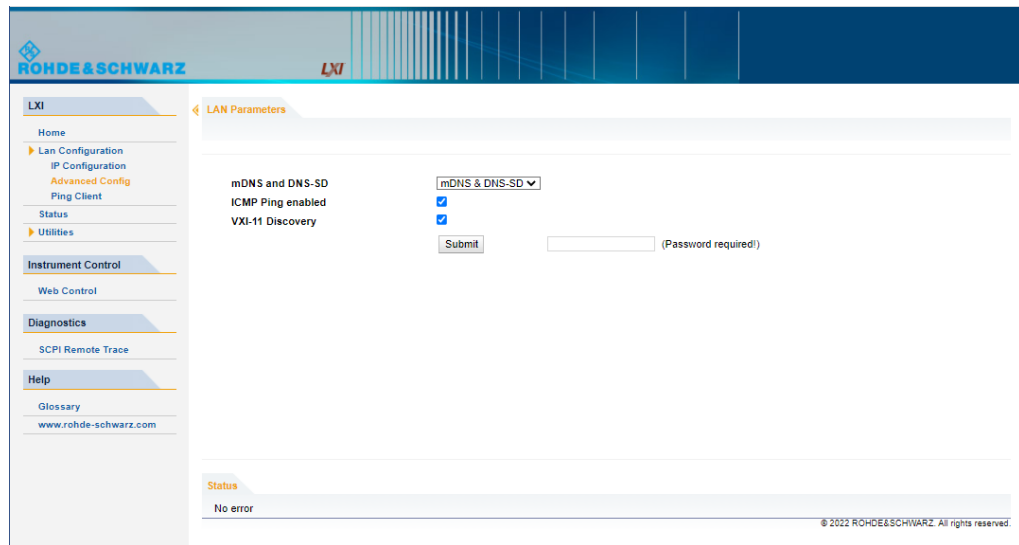 ROHDE&SCHWARZ
LXI
LXI
Home
Lan Configuration
IP Configuration
Advanced Config
Ping Client
Status
Utilities
Instrument Control
Web Control
Diagnostics
SCPI Remote Trace
Help
Glossary
www.rohde-schwarz.com
LAN Parameters
mDNS and DNS-SD mDNS & DNS-SD
ICMP Ping enabled
VXI-11 Discovery
Submit (Password required!)
Status
No error
© 2022 ROHDE&SCHWARZ. All rights reserved.